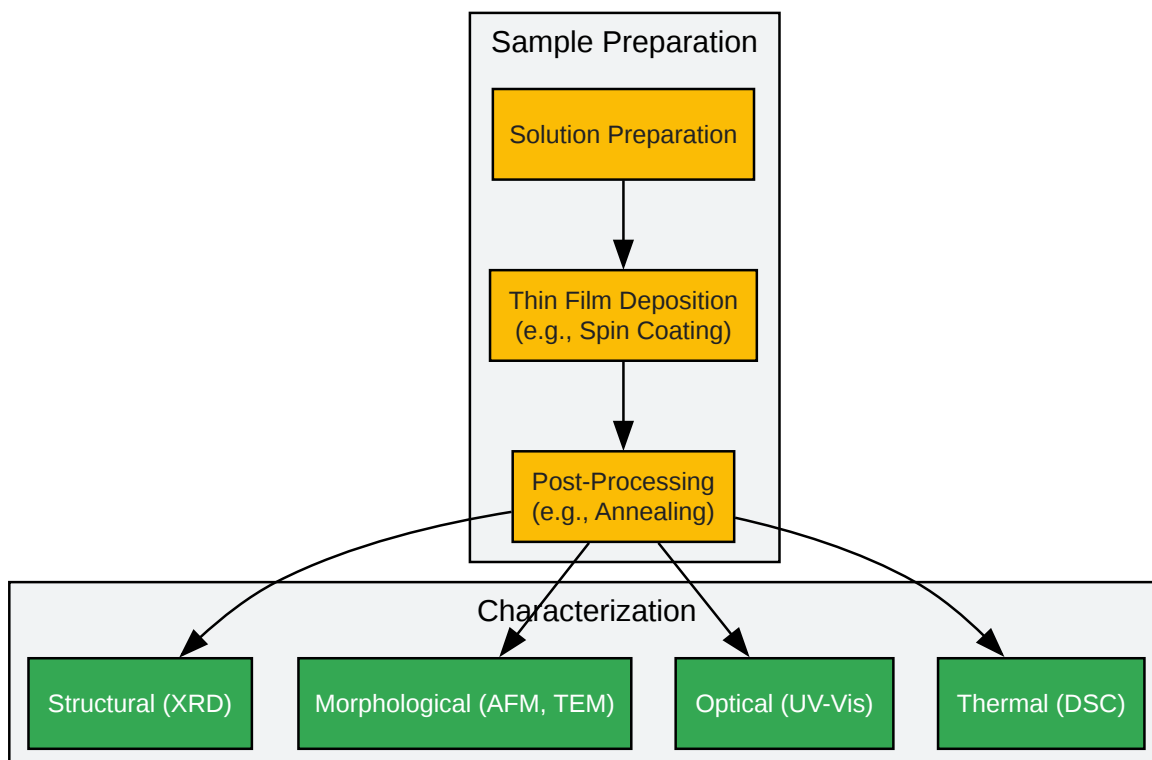 Sample Preparation
Solution Preparation
Thin Film Deposition
(e.g., Spin Coating)
Post-Processing
(e.g., Annealing)
Characterization
Structural (XRD)
Morphological (AFM, TEM)
Optical (UV-Vis)
Thermal (DSC)